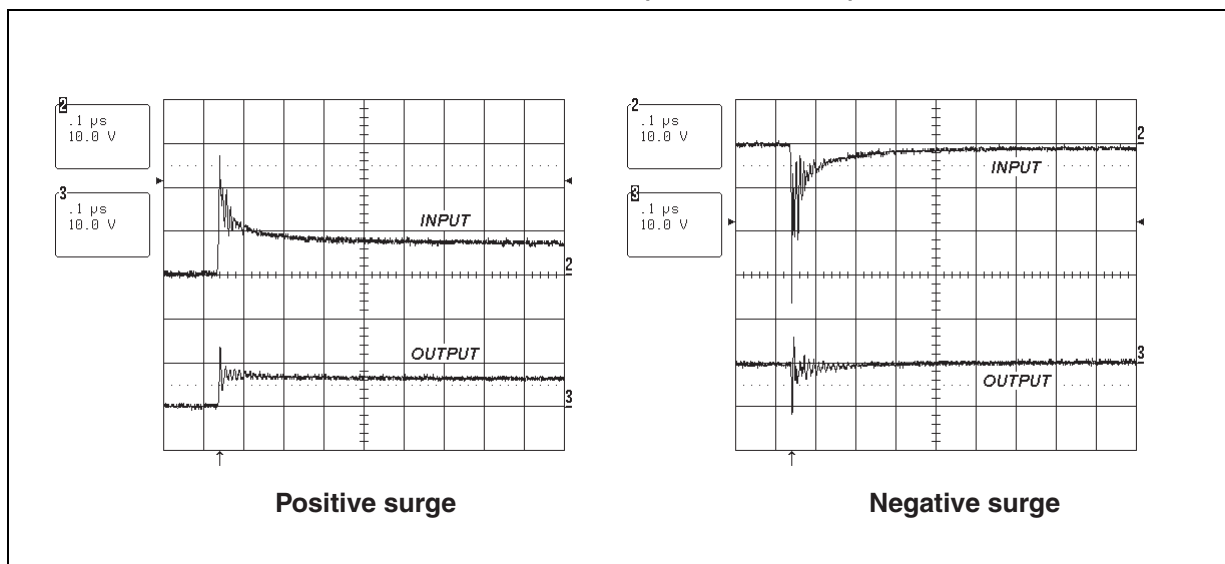 2
.1 µs
10.0 V
3
.1 µs
10.0 V
INPUT
2
OUTPUT
3
Positive surge
2
.1 µs
10.0 V
3
.1 µs
10.0 V
2
INPUT
3
OUTPUT
Negative surge